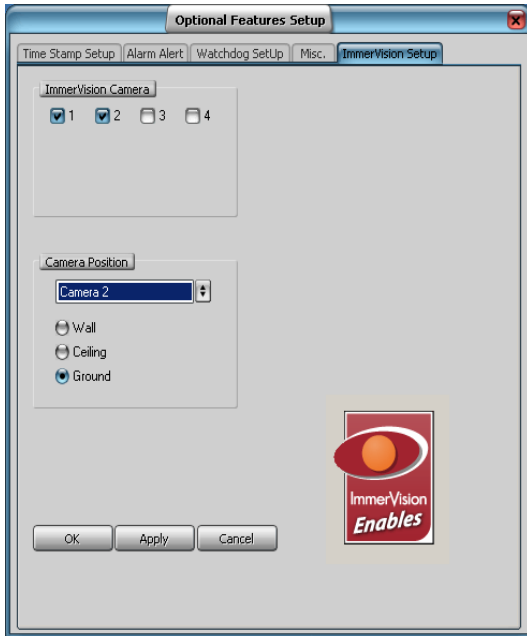 Optional Features Setup
Time Stamp Setup Alarm Alert Watchdog SetUp Misc. ImmerVision Setup
ImmerVision Camera
1 2 3 4
Camera Position
Camera 2
Wall
Ceiling
Ground
ImmerVision
Enables
OK Apply Cancel